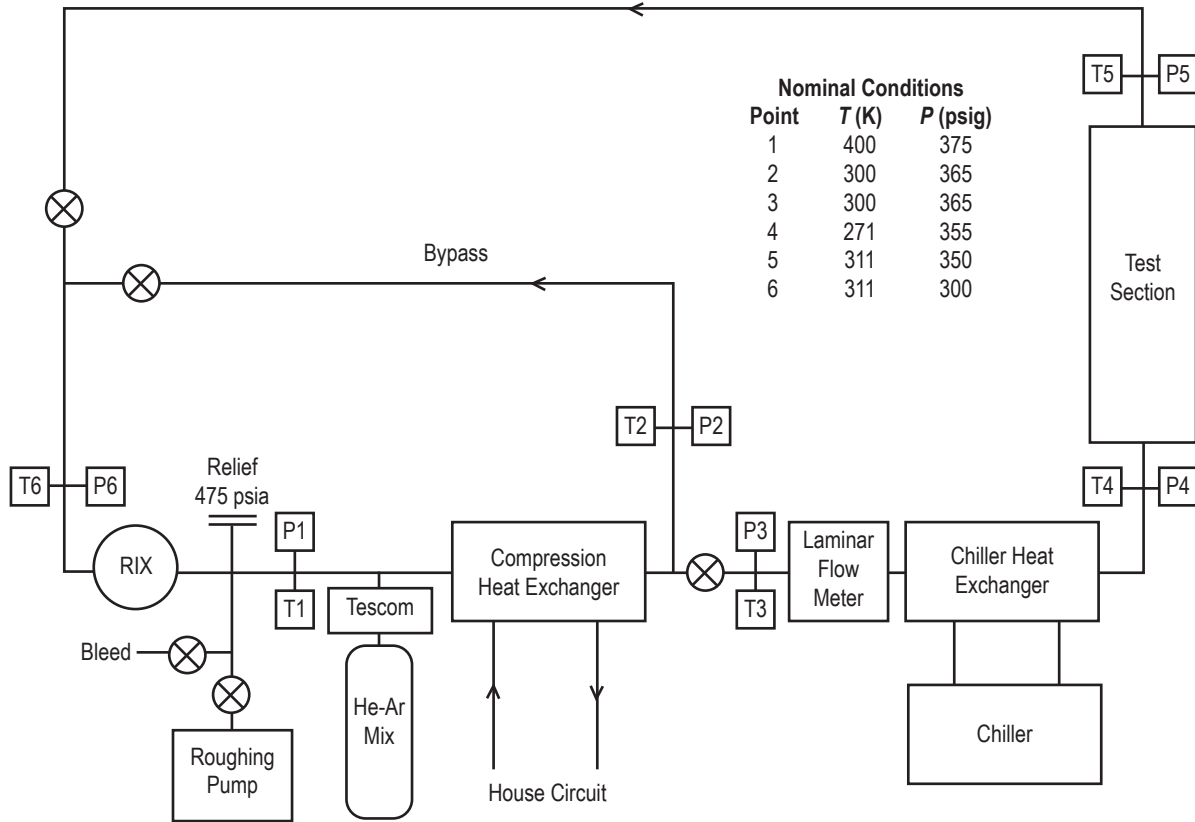 T5
P5
Nominal Conditions
Point T (K) P (psig)
1 400 375
2 300 365
3 300 365
4 271 355
5 311 350
6 311 300
Test
Section
Bypass
T2
P2
T6
P6
Relief
475 psia
T4
P4
P1
T1
RIX
Compression
Heat Exchanger
P3
T3
Laminar
Flow
Meter
Chiller Heat
Exchanger
Tescom
Bleed
He-Ar
Mix
Roughing
Pump
House Circuit
Chiller